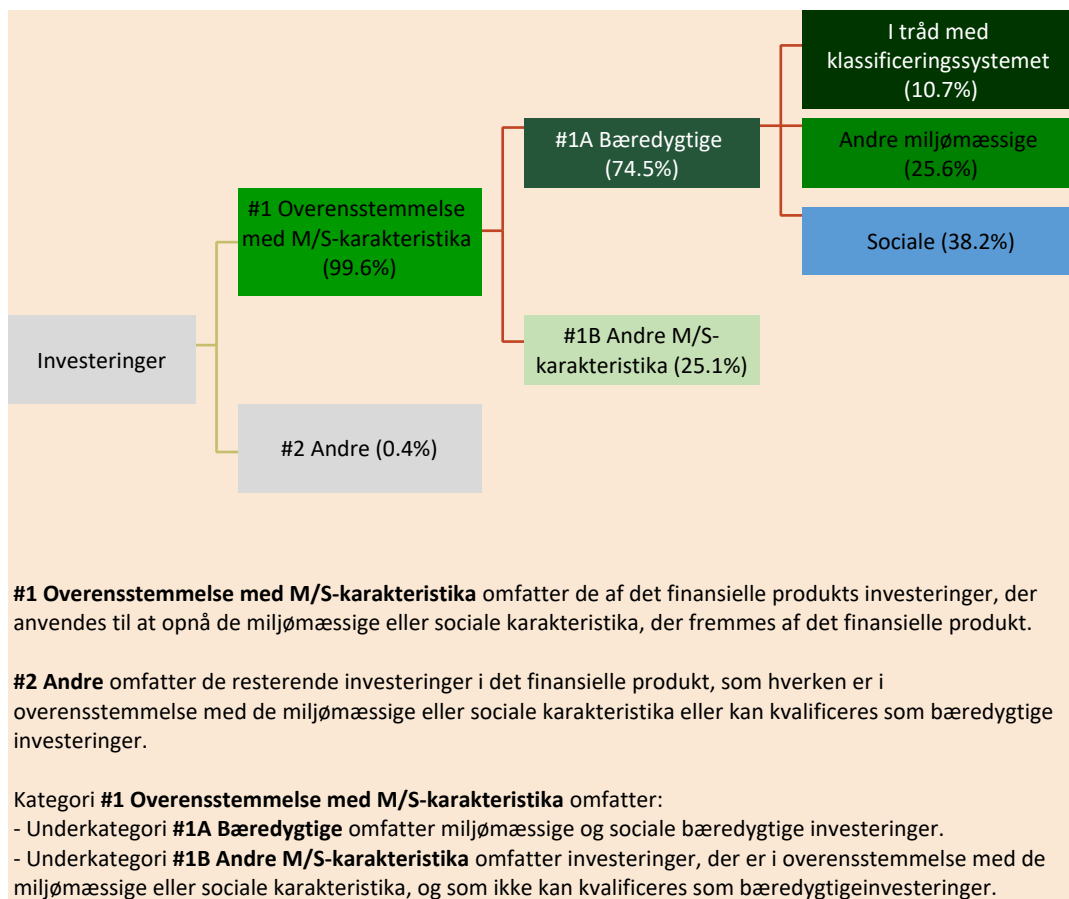 I tråd med
klassificeringssystemet
(10.7%)
#1A Bæredygtige
(74.5%)
Andre miljømæssige
(25.6%)
#1 Overensstemmelse
med M/S-karakteristika
(99.6%)
Sociale (38.2%)
Investeringer
#1B Andre M/S-
karakteristika (25.1%)
#2 Andre (0.4%)
#1 Overensstemmelse med M/S-karakteristika omfatter de af det finansielle produkts investeringer, der
anvendes til at opnå de miljømæssige eller sociale karakteristika, der fremmes af det finansielle produkt.
#2 Andre omfatter de resterende investeringer i det finansielle produkt, som hverken er i
overensstemmelse med de miljømæssige eller sociale karakteristika eller kan kvalificeres som bæredygtige
investeringer.
Kategori #1 Overensstemmelse med M/S-karakteristika omfatter:
- Underkategori #1A Bæredygtige omfatter miljømæssige og sociale bæredygtige investeringer.
- Underkategori #1B Andre M/S-karakteristika omfatter investeringer, der er i overensstemmelse med de
miljømæssige eller sociale karakteristika, og som ikke kan kvalificeres som bæredygtigeinvesteringer.